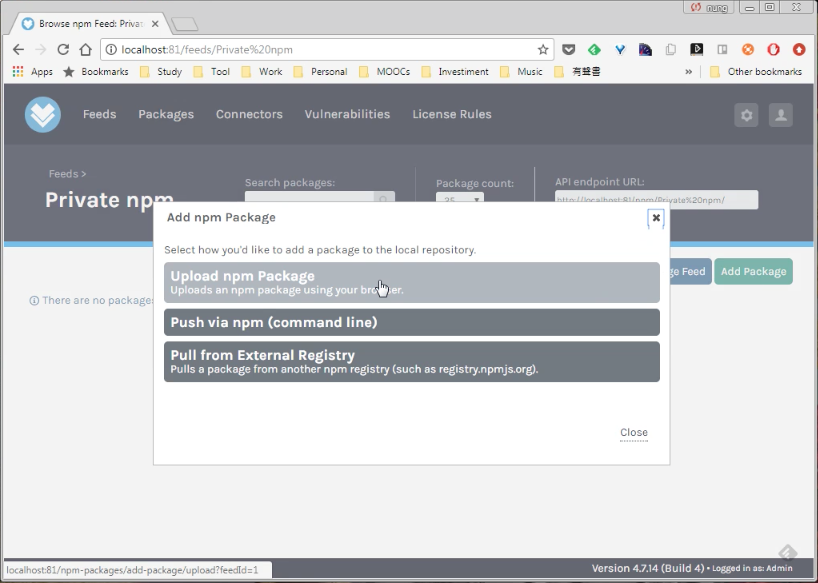 nung
Browse npm Feed: Privat
localhost:81/feeds/Private%20npm
Apps Bookmarks Study Tool Work Personal MOOCs Investiment Music 有聲書 » Other bookmarks
Feeds Packages Connectors Vulnerabilities License Rules
Feeds >
Private npm
Search packages:
Package count:
25
API endpoint URL:
http://localhost:81/npm/Private%20npm/
Add npm Package
Select how you'd like to add a package to the local repository.
Upload npm Package
Uploads an npm package using your browser.
Push via npm (command line)
Pull from External Registry
Pulls a package from another npm registry (such as registry.npmjs.org).
Close
ge Feed
Add Package
There are no package
localhost:81/npm-packages/add-package/upload?feedId=1
Version 4.7.14 (Build 4) • Logged in as: Admin